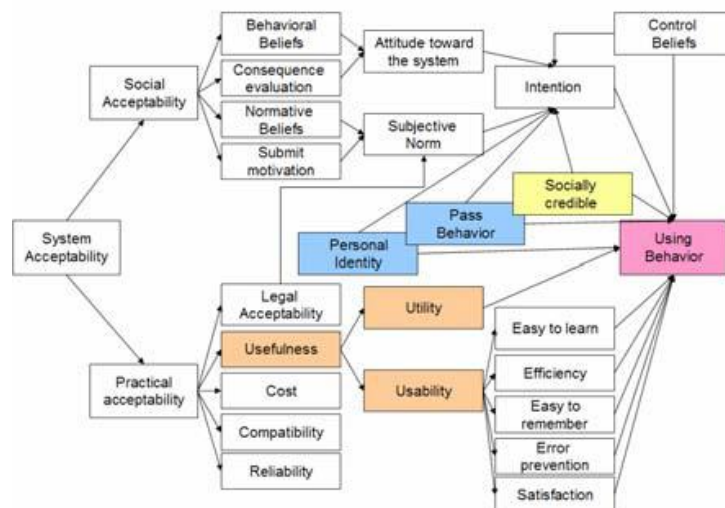 Behavioral
Beliefs
Control
Beliefs
Attitude toward
the system
Social
Acceptability
Consequence
evaluation
Intention
Normative
Beliefs
Subjective
Norm
Submit
motivation
Socially
credible
Pass
Behavior
System
Acceptability
Personal
Identity
Using
Behavior
Legal
Acceptability
Utility
Easy to learn
Usefulness
Practical
acceptability
Cost
Usability
Efficiency
Easy to
remember
Compatibility
Error
prevention
Reliability
Satisfaction